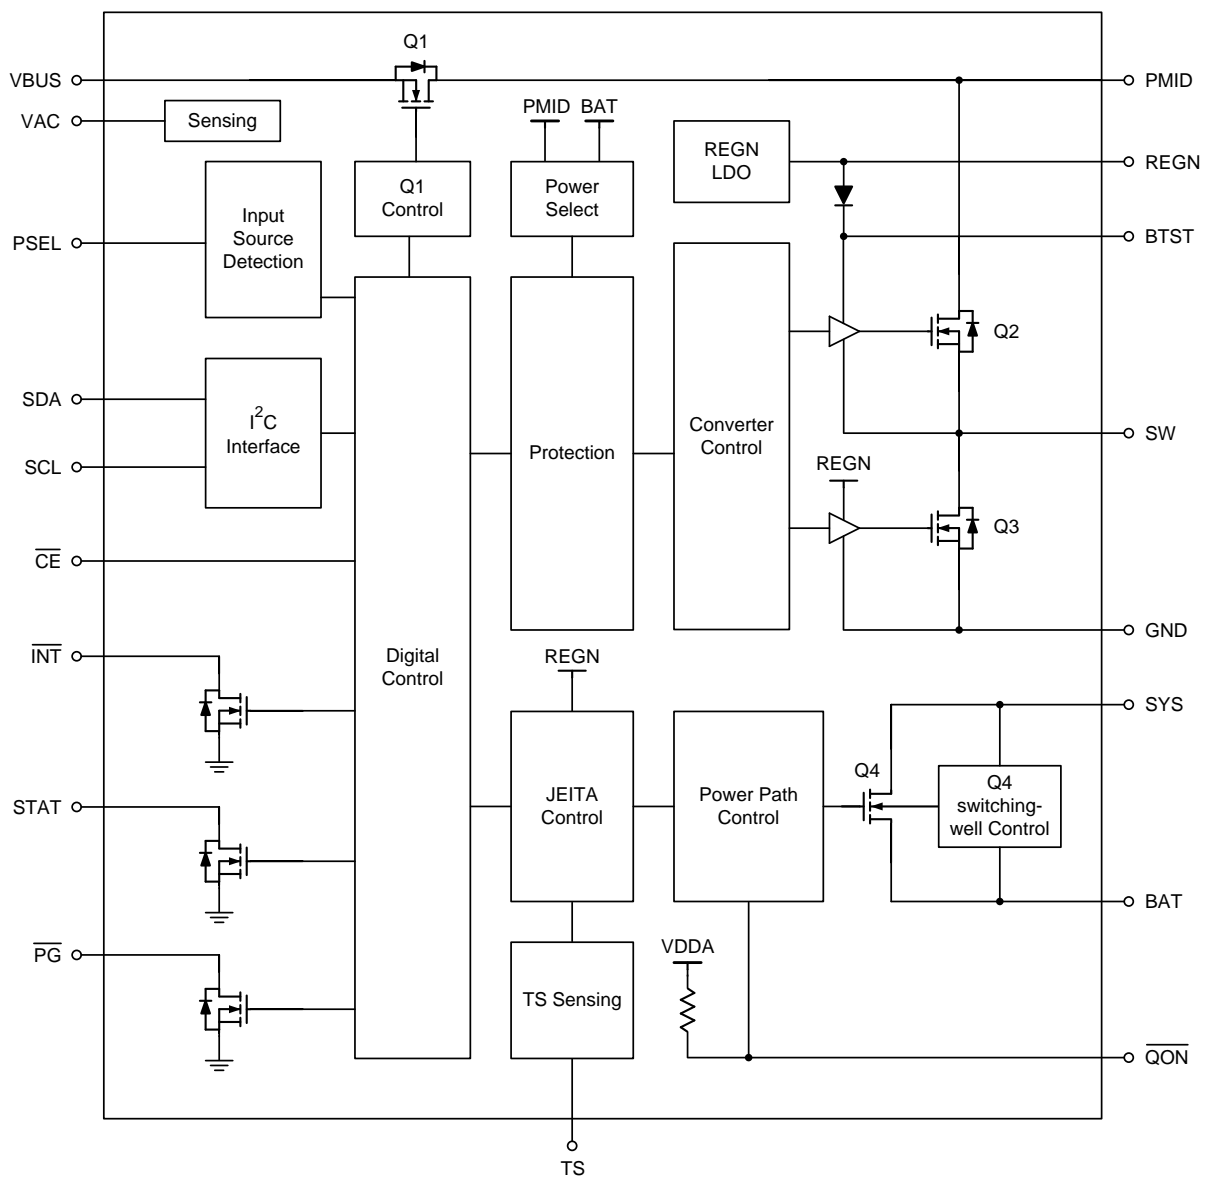 Q1
VBUS
PMID
VAC
Sensing
PMID BAT
REGN
LDO
REGN
Q1
Control
Power
Select
PSEL
Input
Source
Detection
BTST
Q2
SDA
I²C
Interface
SCL
Protection
Converter
Control
SW
REGN
Q3
CE
GND
INT
Digital
Control
REGN
SYS
STAT
JEITA
Control
Power Path
Control
Q4
Q4
switching-
well Control
BAT
PG
TS Sensing
VDDA
QON
TS